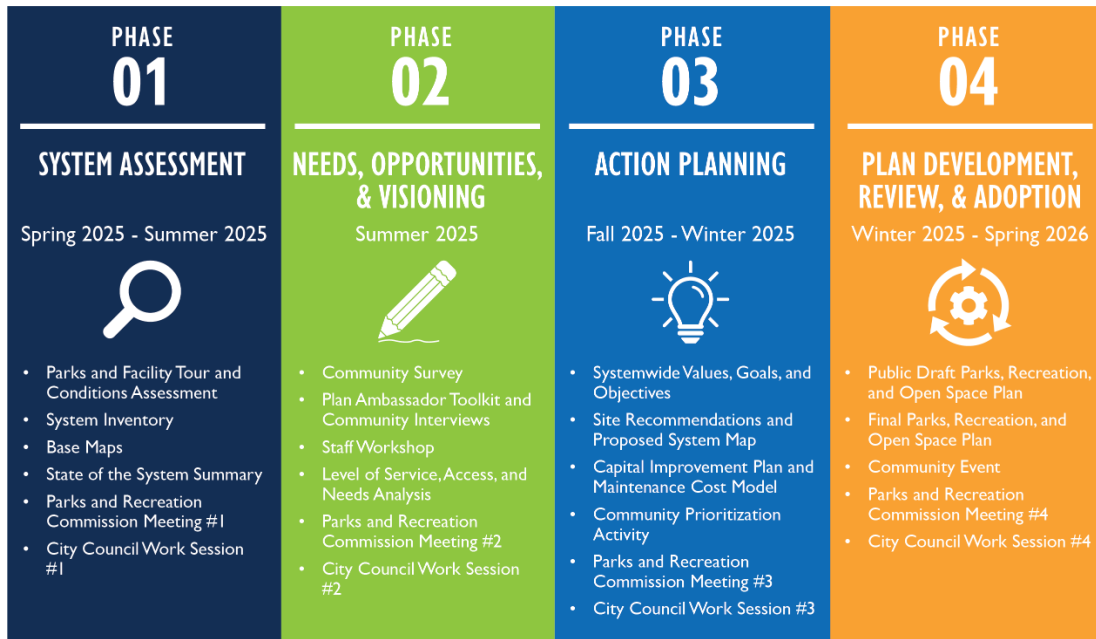 PHASE
01
SYSTEM ASSESSMENT
Spring 2025 - Summer 2025
• Parks and Facility Tour and
Conditions Assessment
• System Inventory
• Base Maps
• State of the System Summary
• Parks and Recreation
Commission Meeting #1
• City Council Work Session
#1
PHASE
02
NEEDS, OPPORTUNITIES,
& VISIONING
Summer 2025
• Community Survey
• Plan Ambassador Toolkit and
Community Interviews
• Staff Workshop
• Level of Service, Access, and
Needs Analysis
• Parks and Recreation
Commission Meeting #2
• City Council Work Session
#2
PHASE
03
ACTION PLANNING
Fall 2025 - Winter 2025
• Systemwide Values, Goals, and
Objectives
• Site Recommendations and
Proposed System Map
• Capital Improvement Plan and
Maintenance Cost Model
• Community Prioritization
Activity
• Parks and Recreation
Commission Meeting #3
• City Council Work Session #3
PHASE
04
PLAN DEVELOPMENT,
REVIEW, & ADOPTION
Winter 2025 - Spring 2026
• Public Draft Parks, Recreation,
and Open Space Plan
• Final Parks, Recreation, and
Open Space Plan
• Community Event
• Parks and Recreation
Commission Meeting #4
• City Council Work Session #4